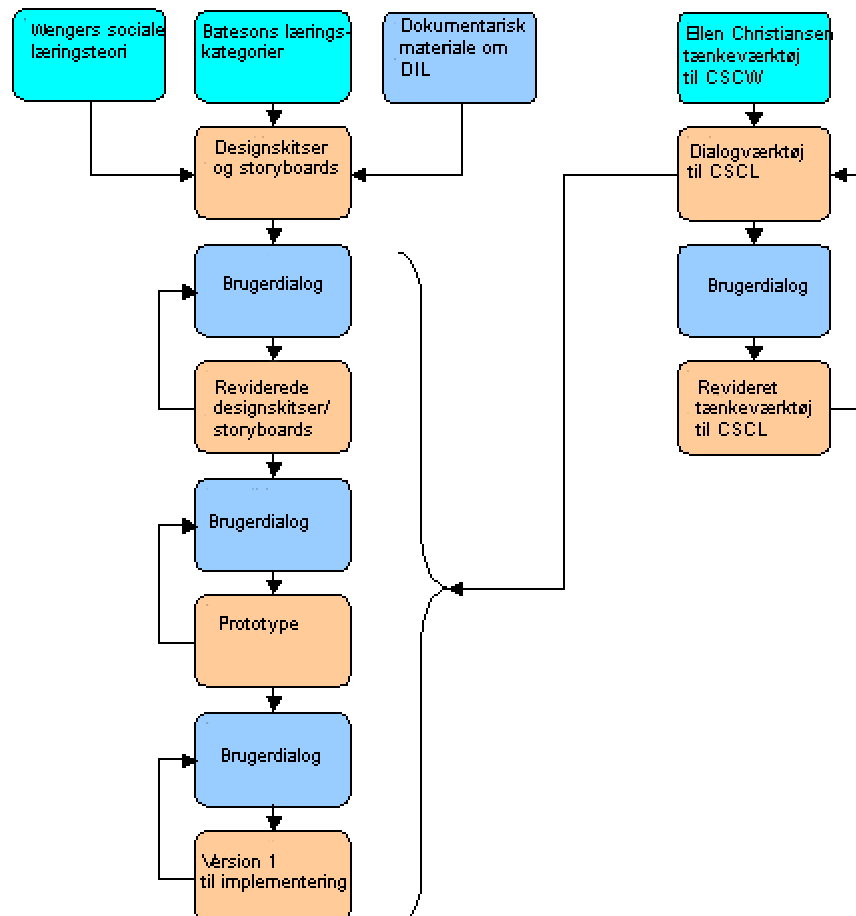 Wengers sociale
læringsteori
Batesons lærings-
kategorier
Dokumentarisk
materiale om
DIL
Ellen Christiansen
tænkeværktøj
til CSCW
Designskitser
og storyboards
Dialogværktøj
til CSCL
Brugerdialog
Brugerdialog
Reviderede
designskitser/
storyboards
Revideret
tænkeværktøj
til CSCL
Brugerdialog
Prototype
Brugerdialog
Version 1
til implementering